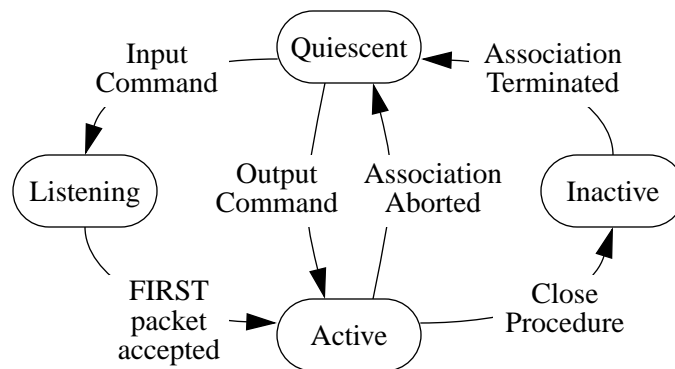 Quiescent
Input
Command
Association
Terminated
Listening
Output
Command
Association
Aborted
Inactive
FIRST
packet
accepted
Active
Close
Procedure